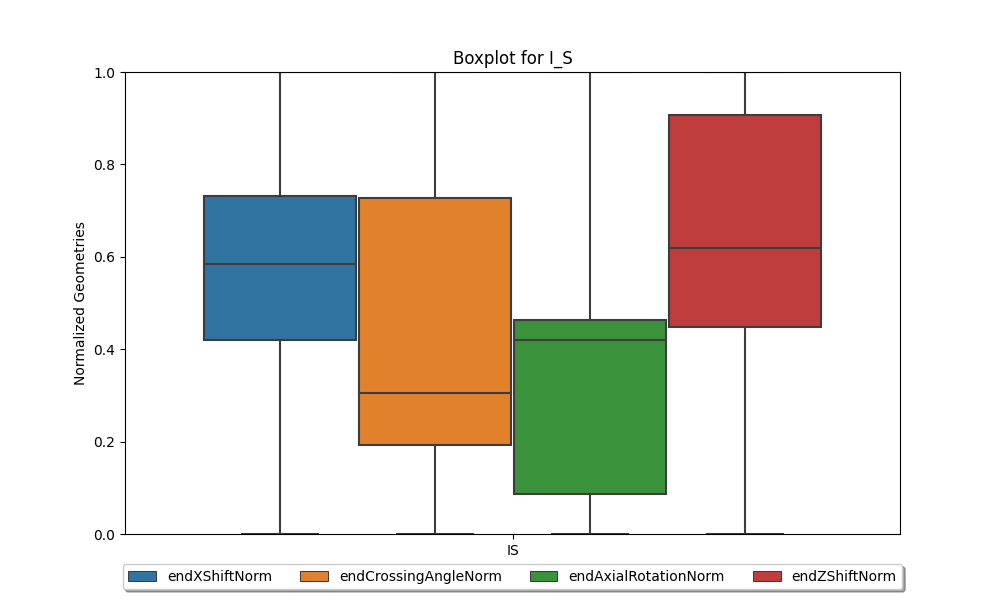 Boxplot for I_S
1.0
0.8
0.6
0.4
0.2
0.0
Normalized Geometries
IS
endXShiftNorm endCrossingAngleNorm endAxialRotationNorm endZShiftNorm